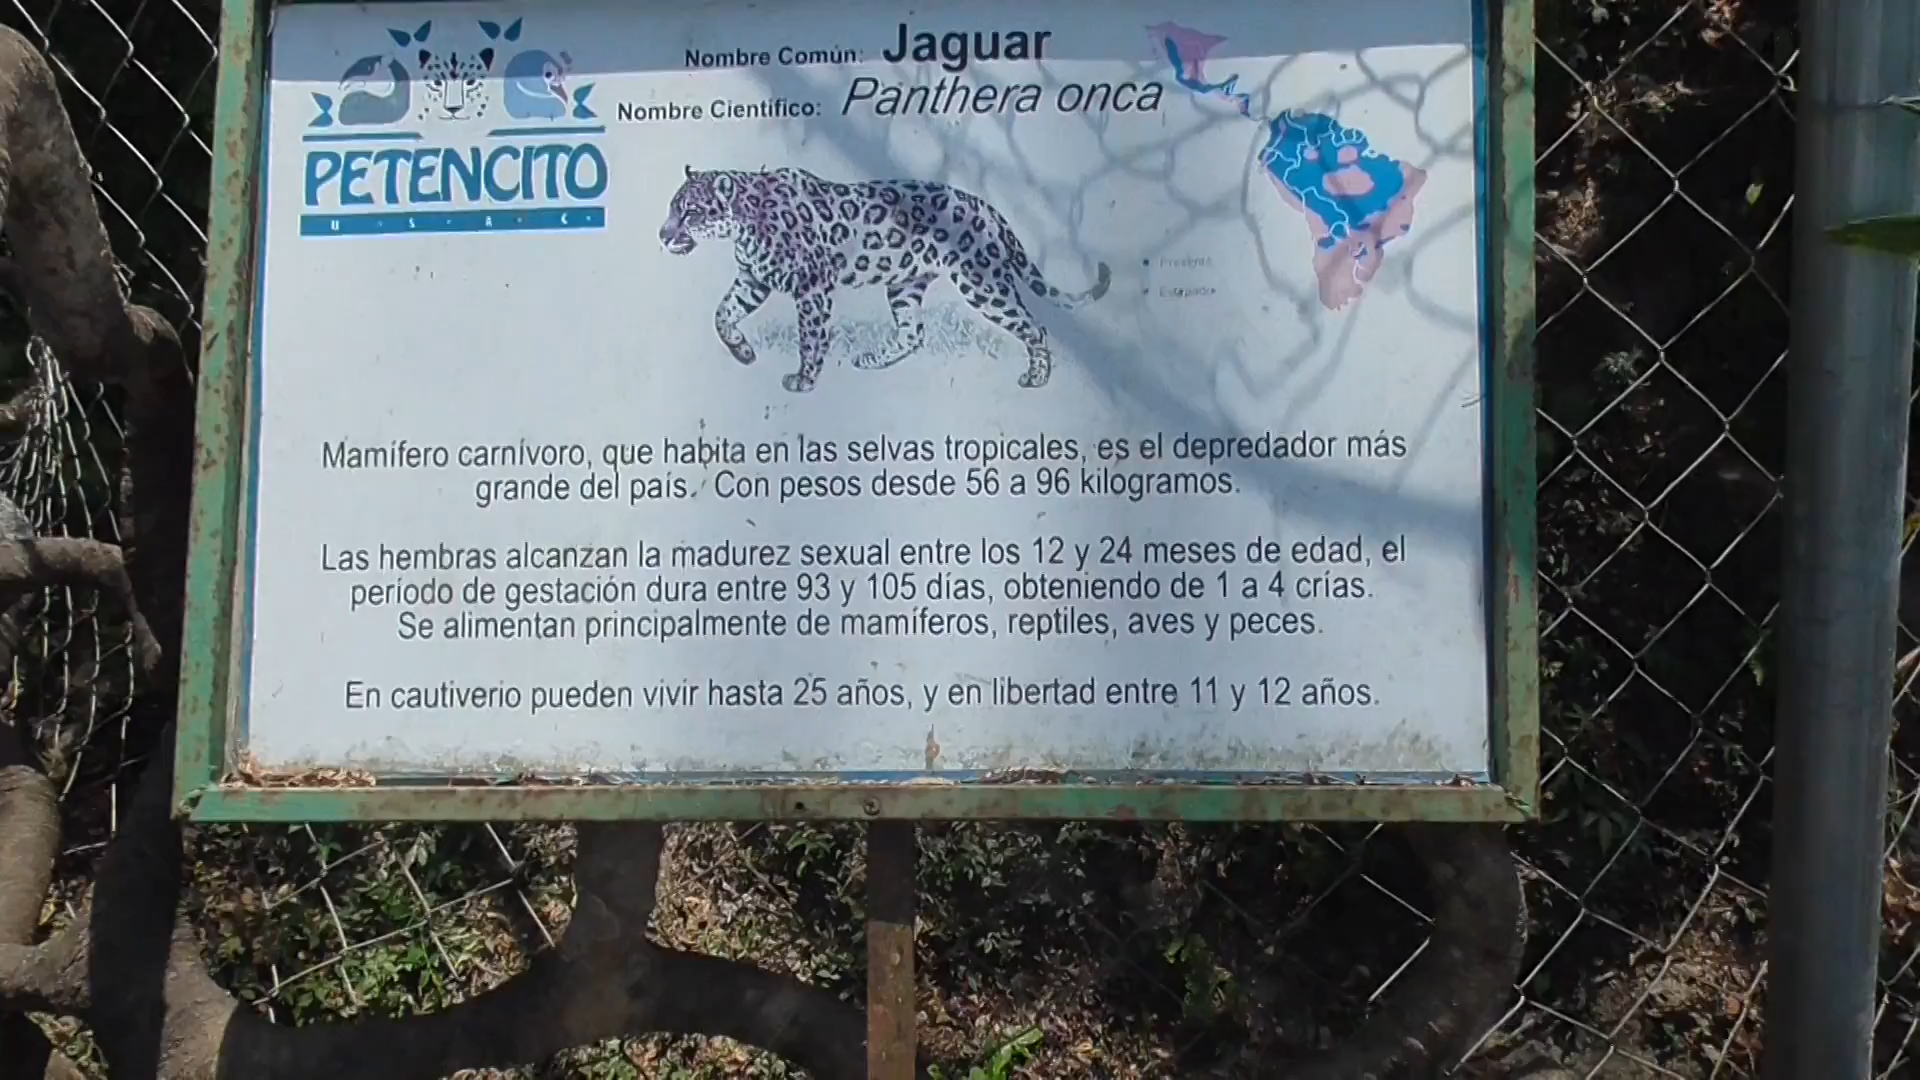 Nombre Común: Jaguar
Nombre Científico: Panthera onca
PETENCITO
U · S · A · C ·
Mamífero carnívoro, que habita en las selvas tropicales, es el depredador más
grande del país. Con pesos desde 56 a 96 kilogramos.
Las hembras alcanzan la madurez sexual entre los 12 y 24 meses de edad, el
período de gestación dura entre 93 y 105 días, obteniendo de 1 a 4 crías.
Se alimentan principalmente de mamíferos, reptiles, aves y peces.
En cautiverio pueden vivir hasta 25 años, y en libertad entre 11 y 12 años.